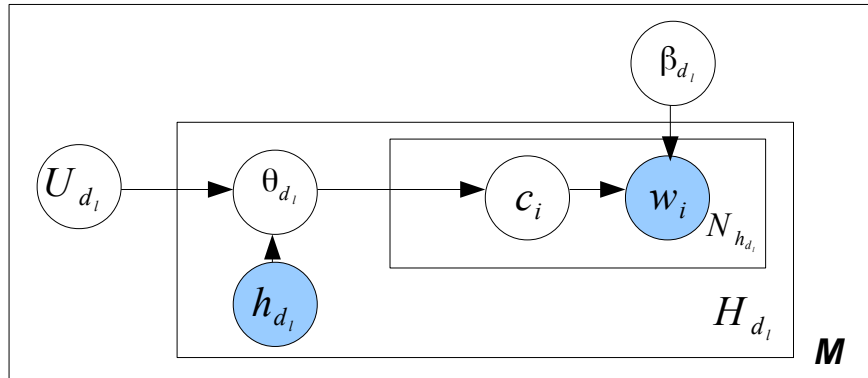 β_{d_l}
U_{d_l}
θ_{d_l}
c_i
w_i
N_{h_{d_l}}
h_{d_l}
H_{d_l}
M